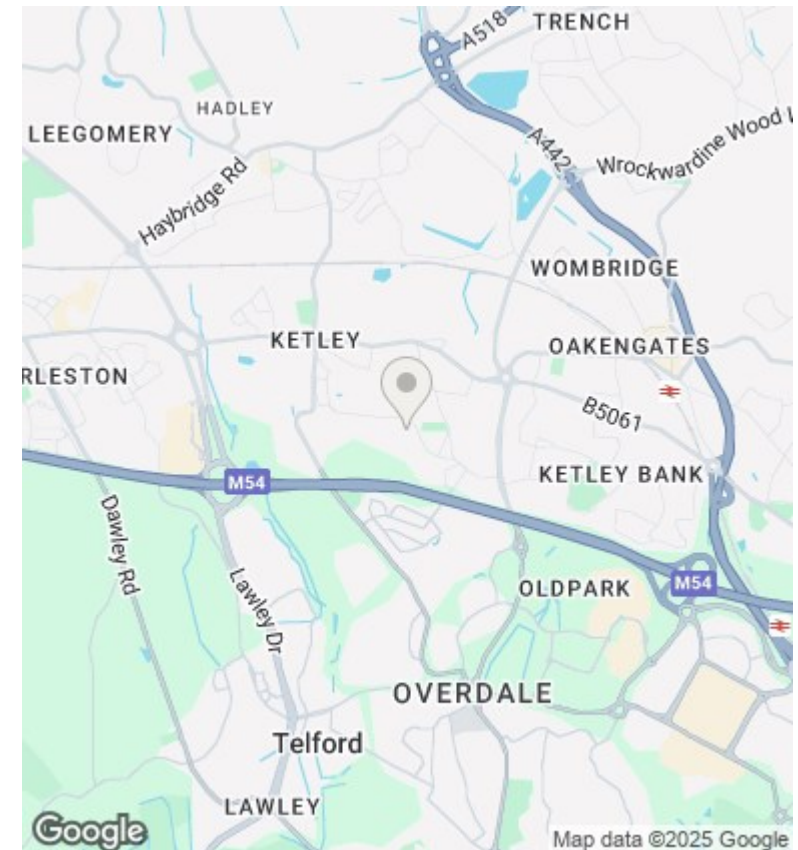 TRENCH
A518
HADLEY
LEEGOMERY
A442
Wrockwardine Wood
Haybridge Rd
WOMBRIDGE
KETLEY
OAKENGATES
RLESTON
B5061
KETLEY BANK
M54
Dawley Rd
M54
OLDPARK
Lawley Dr
OVERDALE
Telford
LAWLEY
Google
Map data ©2025 Google